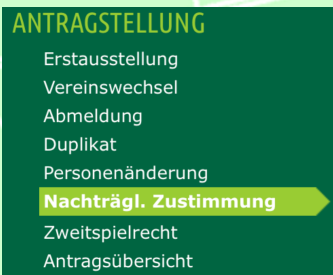 ANTRAGSTELLUNG
Erstausstellung
Vereinswechsel
Abmeldung
Duplikat
Personenänderung
Nachträgl. Zustimmung
Zweitspielrecht
Antragsübersicht